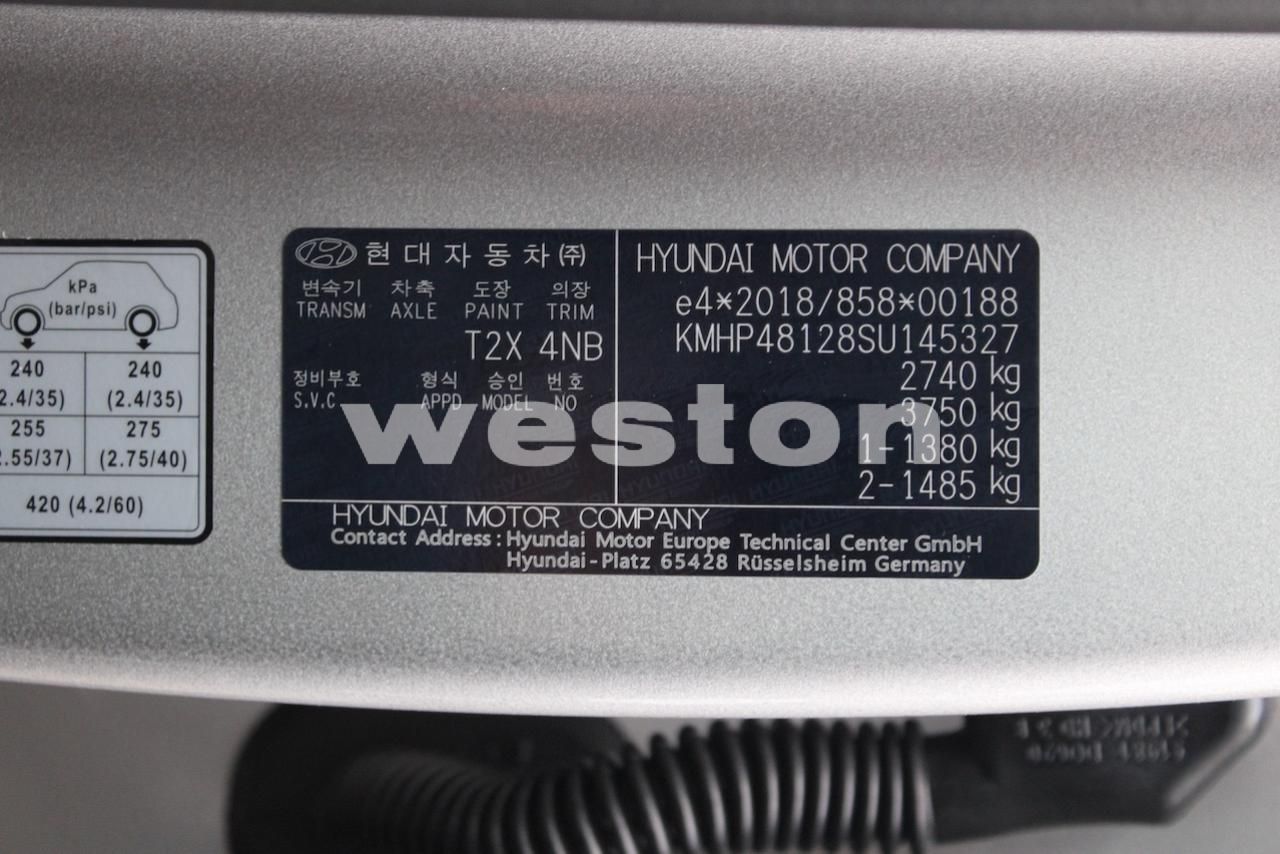 kPa
(bar/psi)
240 240
2.4/35) (2.4/35)
255 275
2.55/37) (2.75/40)
420 (4.2/60)
현대자동차㈜
변속기 차축 도장 의장
TRANSM AXLE PAINT TRIM
T2X 4NB
정비부호 형식 승인 번호
S.V.C APPD MODEL NO
HYUNDAI MOTOR COMPANY
e4*2018/858*00188
KMHP48128SU145327
2740 kg
3750 kg
1-1380 kg
2-1485 kg
weston
HYUNDAI MOTOR COMPANY
Contact Address : Hyundai Motor Europe Technical Center GmbH
Hyundai-Platz 65428 Rüsselsheim Germany